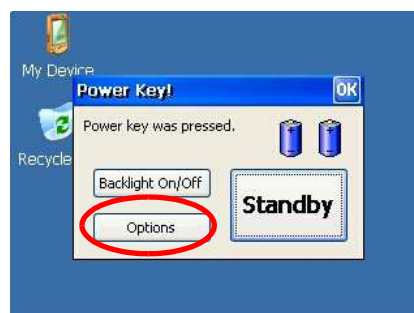 My Device
Power Key!
OK
Power key was pressed.
Recycle
Backlight On/Off
Standby
Options